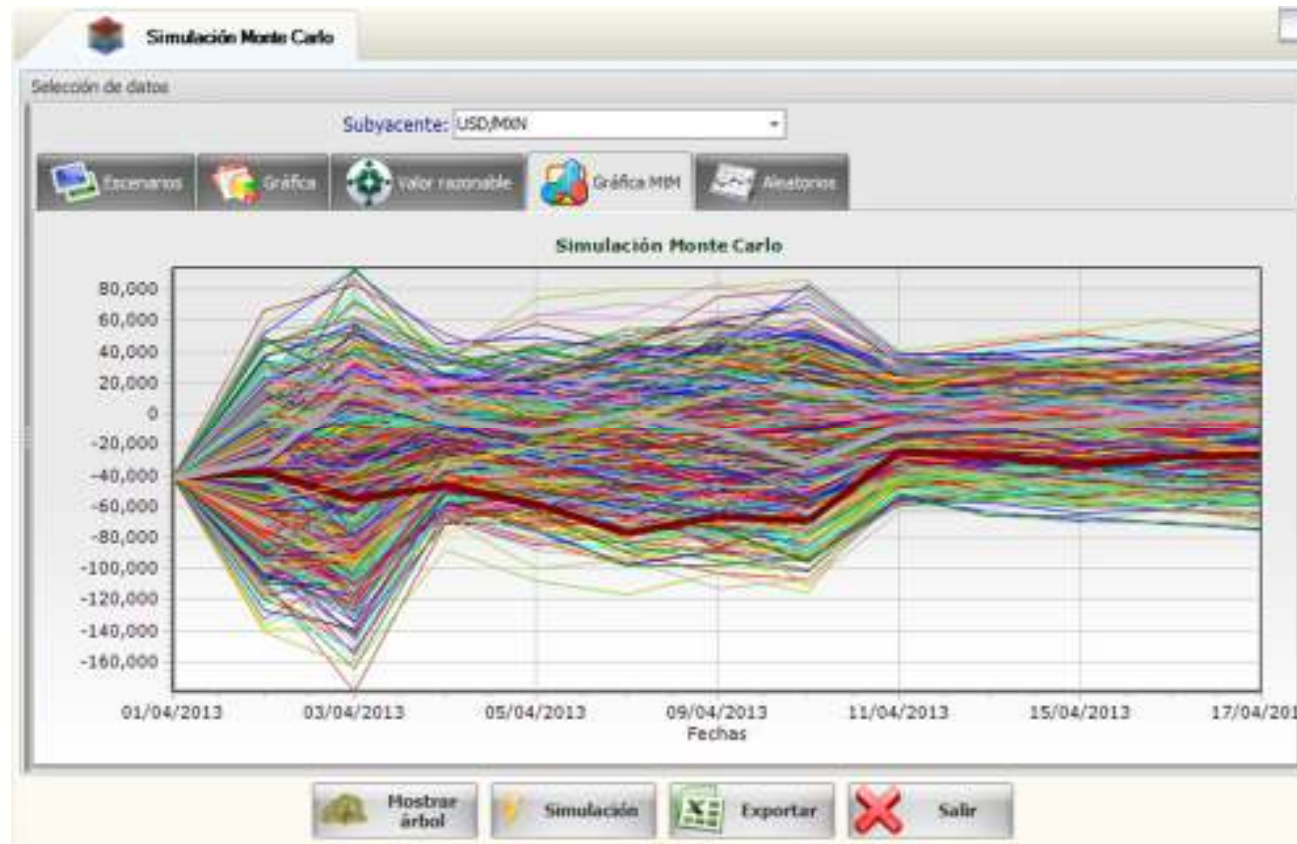 Simulación Monte Carlo
Selección de datos
Subyacente: USD/MXN
Escenarios
Gráfica
Valor razonable
Gráfica MtM
Aleatorios
Simulación Monte Carlo
80,000
60,000
40,000
20,000
0
-20,000
-40,000
-60,000
-80,000
-100,000
-120,000
-140,000
-160,000
01/04/2013 03/04/2013 05/04/2013 09/04/2013 11/04/2013 15/04/2013 17/04/201
Fechas
Mostrar
árbol
Simulación
Exportar
Salir